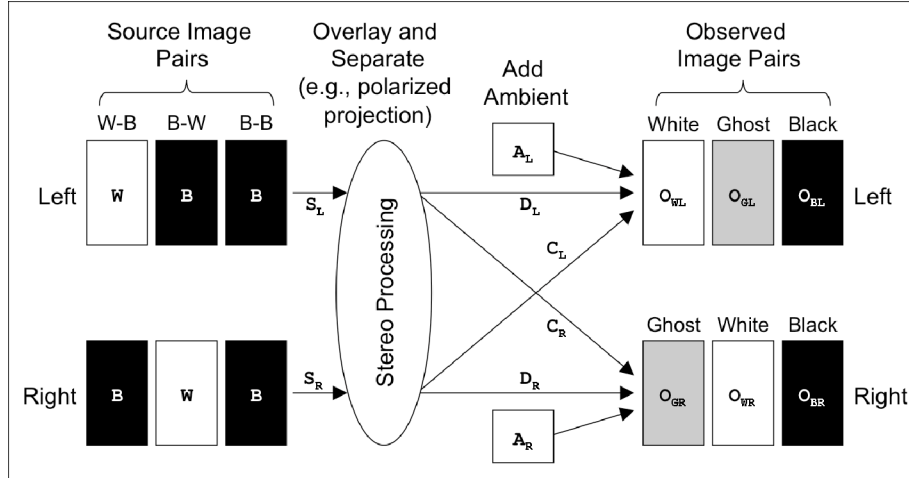 Source Image
Pairs
Overlay and
Separate
(e.g., polarized
projection)
Add
Ambient
Observed
Image Pairs
W-B B-W B-B
White Ghost Black
Left W B B S_L D_L A_L O_WL O_GL O_BL Left
Stereo Processing
C_L
C_R
Ghost White Black
Right B W B S_R D_R A_R O_GR O_WR O_BR Right